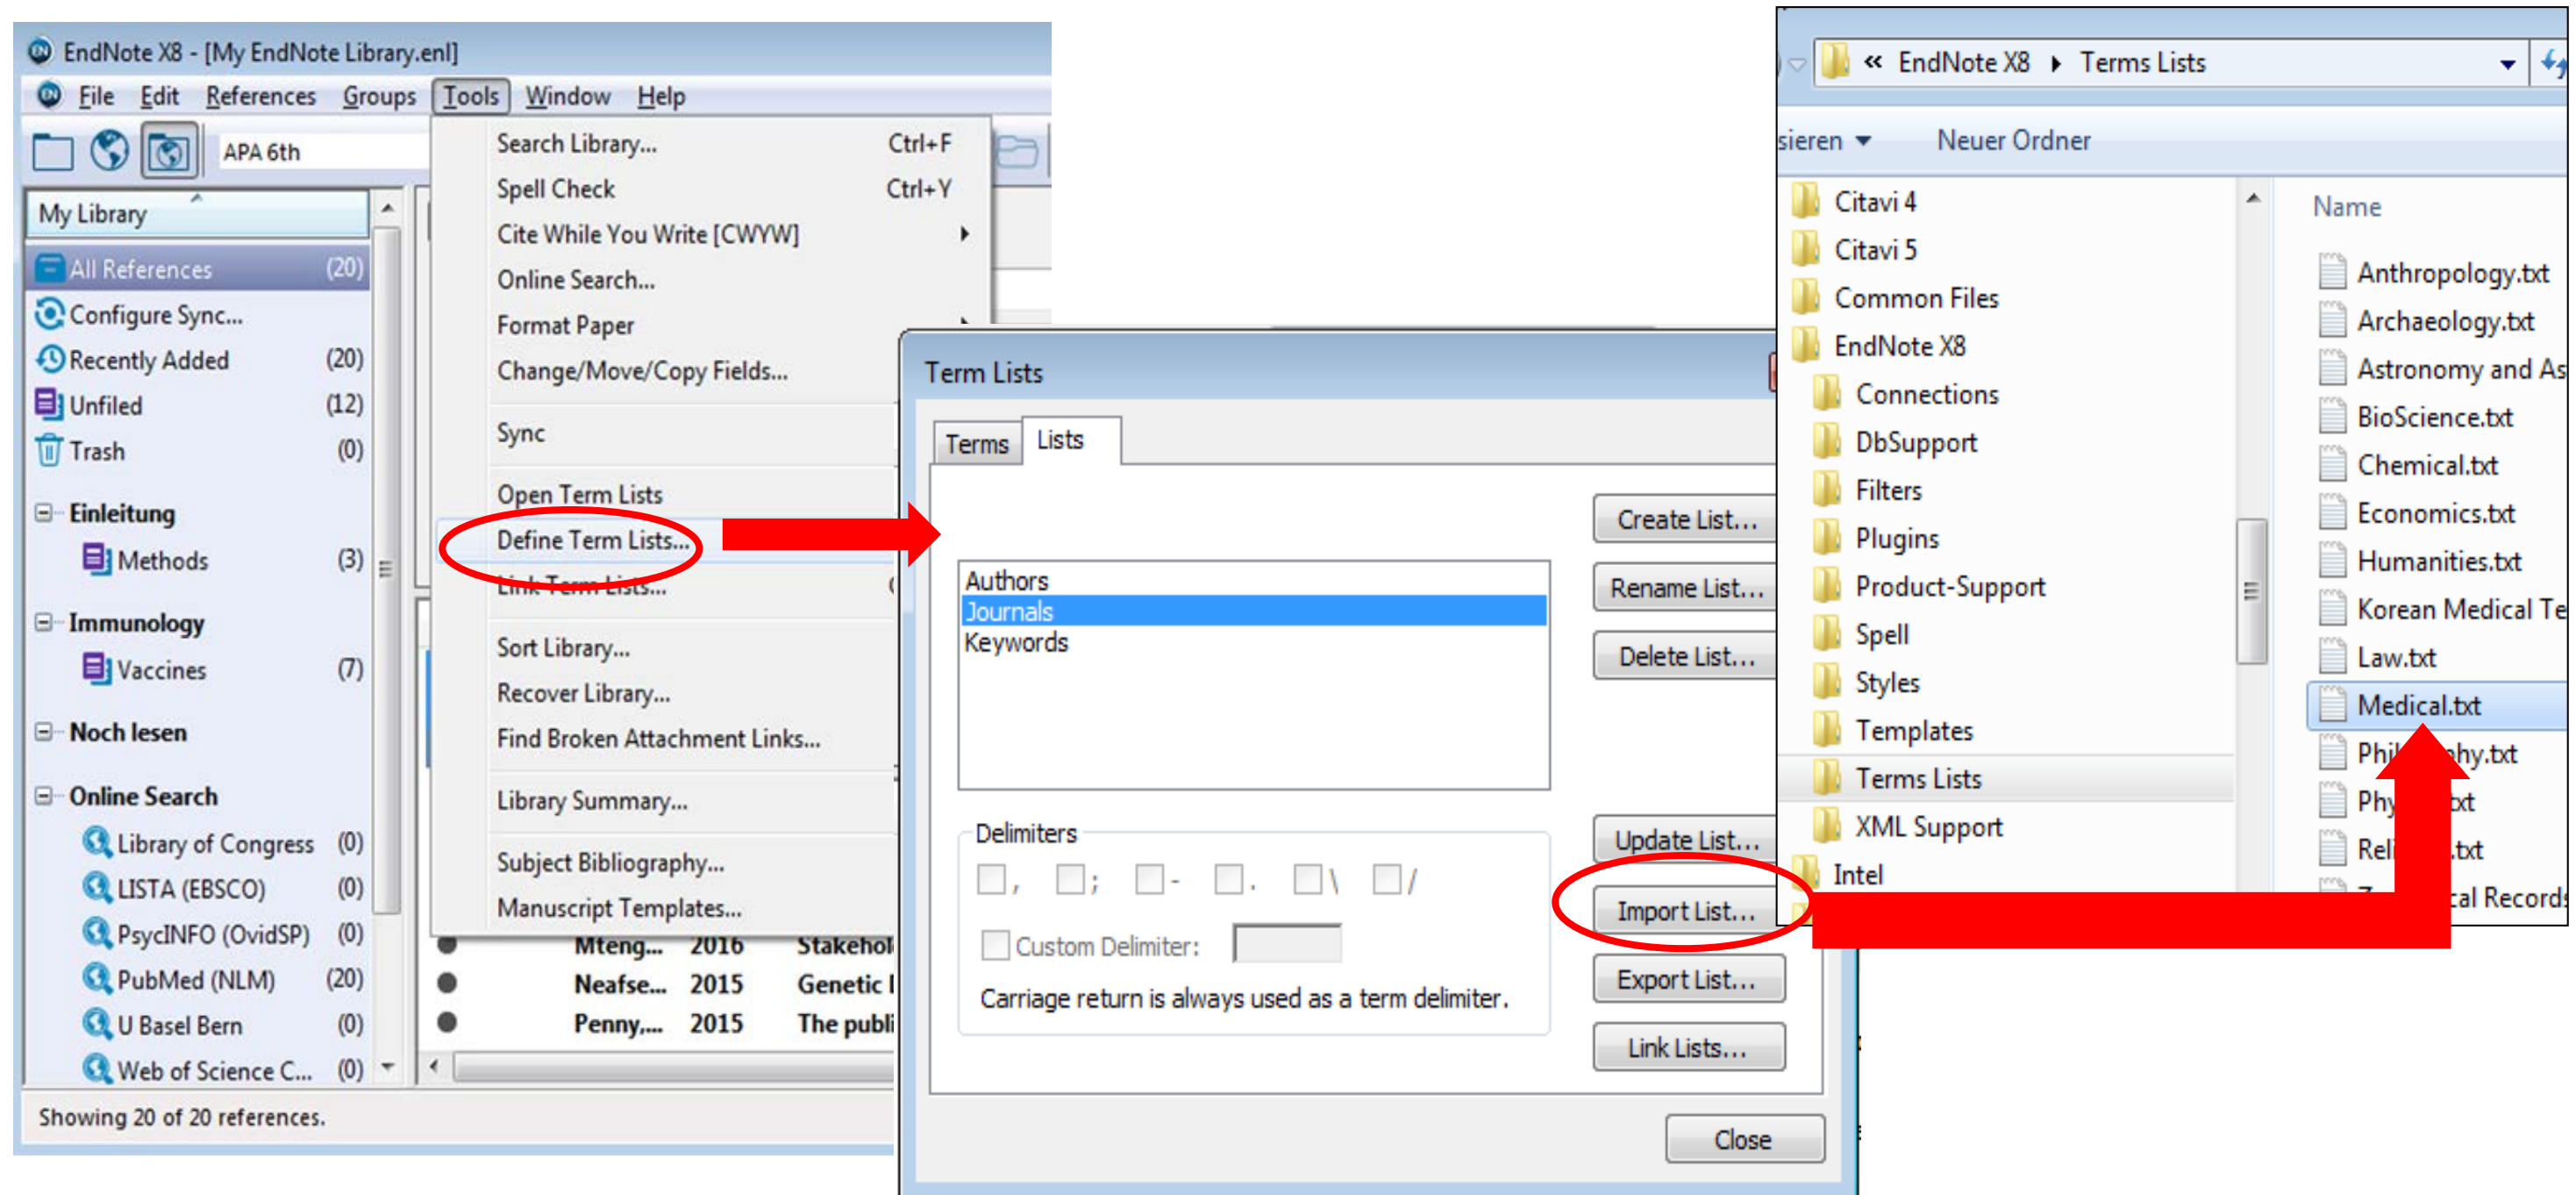 EndNote X8 - [My EndNote Library.enl]
File Edit References Groups Tools Window Help
APA 6th
My Library
All References (20)
Configure Sync...
Recently Added (20)
Unfiled (12)
Trash (0)
Einleitung
Methods (3)
Immunology
Vaccines (7)
Noch lesen
Online Search
Library of Congress (0)
LISTA (EBSCO) (0)
PsycINFO (OvidSP) (0)
PubMed (NLM) (20)
U Basel Bern (0)
Web of Science C... (0)
Showing 20 of 20 references.
Search Library... Ctrl+F
Spell Check Ctrl+Y
Cite While You Write [CWYW]
Online Search...
Format Paper
Change/Move/Copy Fields...
Sync
Open Term Lists
Define Term Lists...
Link Term Lists...
Sort Library...
Recover Library...
Find Broken Attachment Links...
Library Summary...
Subject Bibliography...
Manuscript Templates...
Mteng... 2016
Neafse... 2015 Genetic
Penny,... 2015 The
Term Lists
Terms Lists
Authors
Journals
Keywords
Create List...
Rename List...
Delete List...
Update List...
Import List...
Export List...
Link Lists...
Delimiters
, ; - . \ /
Custom Delimiter:
Carriage return is always used as a term delimiter.
Close
« EndNote X8 Terms Lists
sieren Neuer Ordner
Citavi 4
Citavi 5
Common Files
EndNote X8
Connections
DbSupport
Filters
Plugins
Product-Support
Spell
Styles
Templates
Terms Lists
XML Support
Intel
Name
Anthropology.txt
Archaeology.txt
Astronomy and As
BioScience.txt
Chemical.txt
Economics.txt
Humanities.txt
Korean Medical Te
Law.txt
Medical.txt
Records